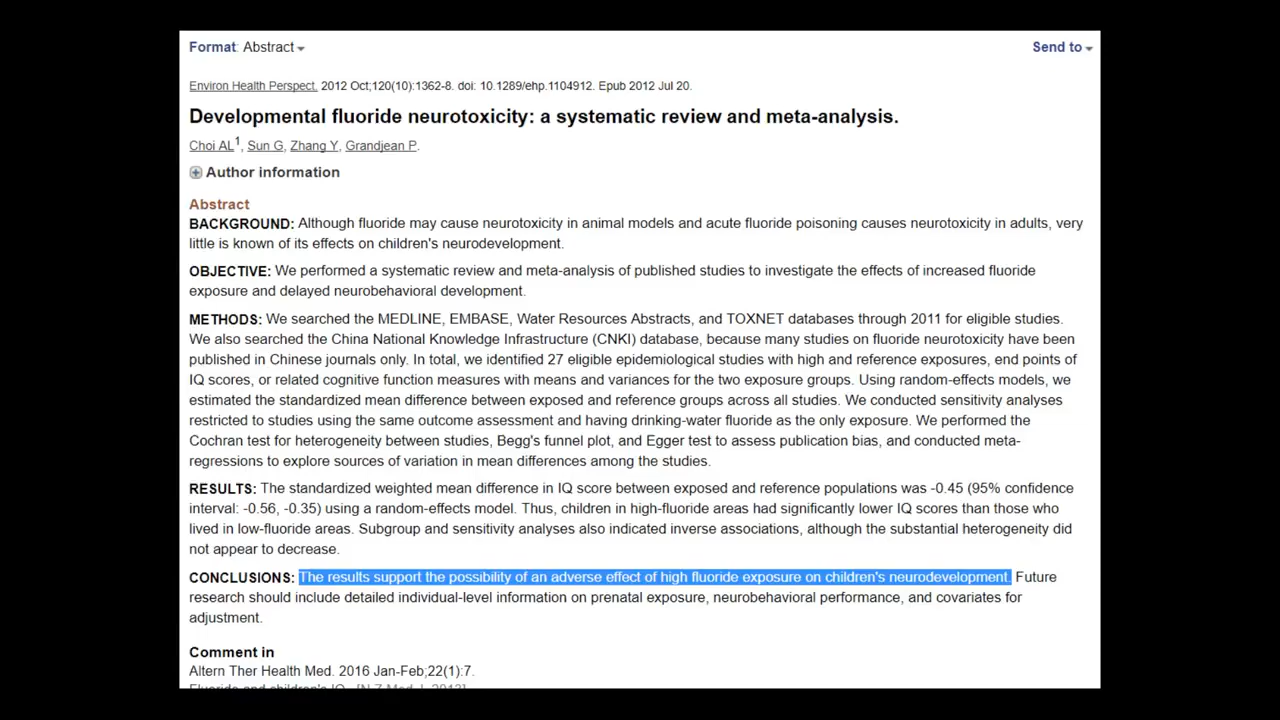 Format: Abstract
Send to
Environ Health Perspect. 2012 Oct;120(10):1362-8. doi: 10.1289/ehp.1104912. Epub 2012 Jul 20.
Developmental fluoride neurotoxicity: a systematic review and meta-analysis.
Choi AL1, Sun G, Zhang Y, Grandjean P.
Author information
Abstract
BACKGROUND: Although fluoride may cause neurotoxicity in animal models and acute fluoride poisoning causes neurotoxicity in adults, very
little is known of its effects on children's neurodevelopment.
OBJECTIVE: We performed a systematic review and meta-analysis of published studies to investigate the effects of increased fluoride
exposure and delayed neurobehavioral development.
METHODS: We searched the MEDLINE, EMBASE, Water Resources Abstracts, and TOXNET databases through 2011 for eligible studies.
We also searched the China National Knowledge Infrastructure (CNKI) database, because many studies on fluoride neurotoxicity have been
published in Chinese journals only. In total, we identified 27 eligible epidemiological studies with high and reference exposures, end points of
IQ scores, or related cognitive function measures with means and variances for the two exposure groups. Using random-effects models, we
estimated the standardized mean difference between exposed and reference groups across all studies. We conducted sensitivity analyses
restricted to studies using the same outcome assessment and having drinking-water fluoride as the only exposure. We performed the
Cochran test for heterogeneity between studies, Begg's funnel plot, and Egger test to assess publication bias, and conducted meta-
regressions to explore sources of variation in mean differences among the studies.
RESULTS: The standardized weighted mean difference in IQ score between exposed and reference populations was -0.45 (95% confidence
interval: -0.56, -0.35) using a random-effects model. Thus, children in high-fluoride areas had significantly lower IQ scores than those who
lived in low-fluoride areas. Subgroup and sensitivity analyses also indicated inverse associations, although the substantial heterogeneity did
not appear to decrease.
CONCLUSIONS: The results support the possibility of an adverse effect of high fluoride exposure on children's neurodevelopment. Future
research should include detailed individual-level information on prenatal exposure, neurobehavioral performance, and covariates for
adjustment.
Comment in
Altern Ther Health Med. 2016 Jan-Feb;22(1):7.
Fluoride and children's IQ. [N Z Med J. 2013]